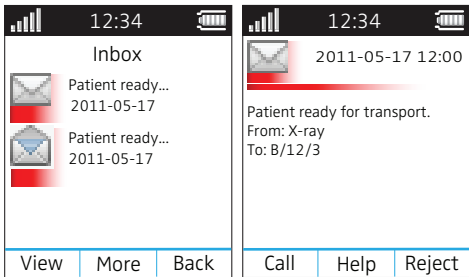 12:34
Inbox
Patient ready...
2011-05-17
Patient ready...
2011-05-17
View More Back
12:34
2011-05-17 12:00
Patient ready for transport.
From: X-ray
To: B/12/3
Call Help Reject